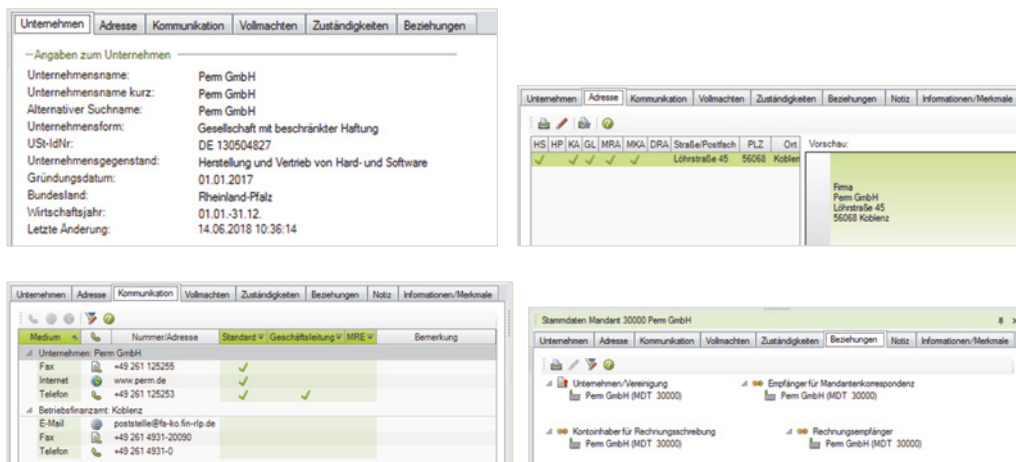 Unternehmen Adresse Kommunikation Vollmachten Zuständigkeiten Beziehungen
Angaben zum Unternehmen
Unternehmensname: Perm GmbH
Unternehmensname kurz: Perm GmbH
Alternativer Suchname: Perm GmbH
Unternehmensform: Gesellschaft mit beschränkter Haftung
USt-IdNr: DE 130504827
Unternehmensgegenstand: Herstellung und Vertrieb von Hard- und Software
Gründungsdatum: 01.01.2017
Bundesland: Rheinland-Pfalz
Wirtschaftsjahr: 01.01.-31.12.
Letzte Änderung: 14.06.2018 10:36:14
Unternehmen Adresse Kommunikation Vollmachten Zuständigkeiten Beziehungen Notiz Informationen/Merkmale
HS HP KA GL MRA MKA DRA Straße/Postfach PLZ Ort Vorschau:
Löhrstraße 45 56068 Koblen
Firma
Perm GmbH
Löhrstraße 45
56068 Koblenz
Unternehmen Adresse Kommunikation Vollmachten Zuständigkeiten Beziehungen Notiz Informationen/Merkmale
Medium Nummer/Adresse Standard Geschäftsleitung MRE Bemerkung
Unternehmen: Perm GmbH
Fax +49 261 125255
Internet www.perm.de
Telefon +49 261 125253
Betriebsfinanzamt: Koblenz
E-Mail poststelle@fa-ko.fin-rlp.de
Fax +49 261 4931-20090
Telefon +49 261 4931-0
Stammdaten Mandant 30000 Perm GmbH
Unternehmen Adresse Kommunikation Vollmachten Zuständigkeiten Beziehungen Notiz Informationen/Merkmale
Unternehmen/Vereinigung Empfänger für Mandantenkorrespondenz
Perm GmbH (MDT 30000) Perm GmbH (MDT 30000)
Kontoinhaber für Rechnungsschreibung Rechnungsempfänger
Perm GmbH (MDT 30000) Perm GmbH (MDT 30000)